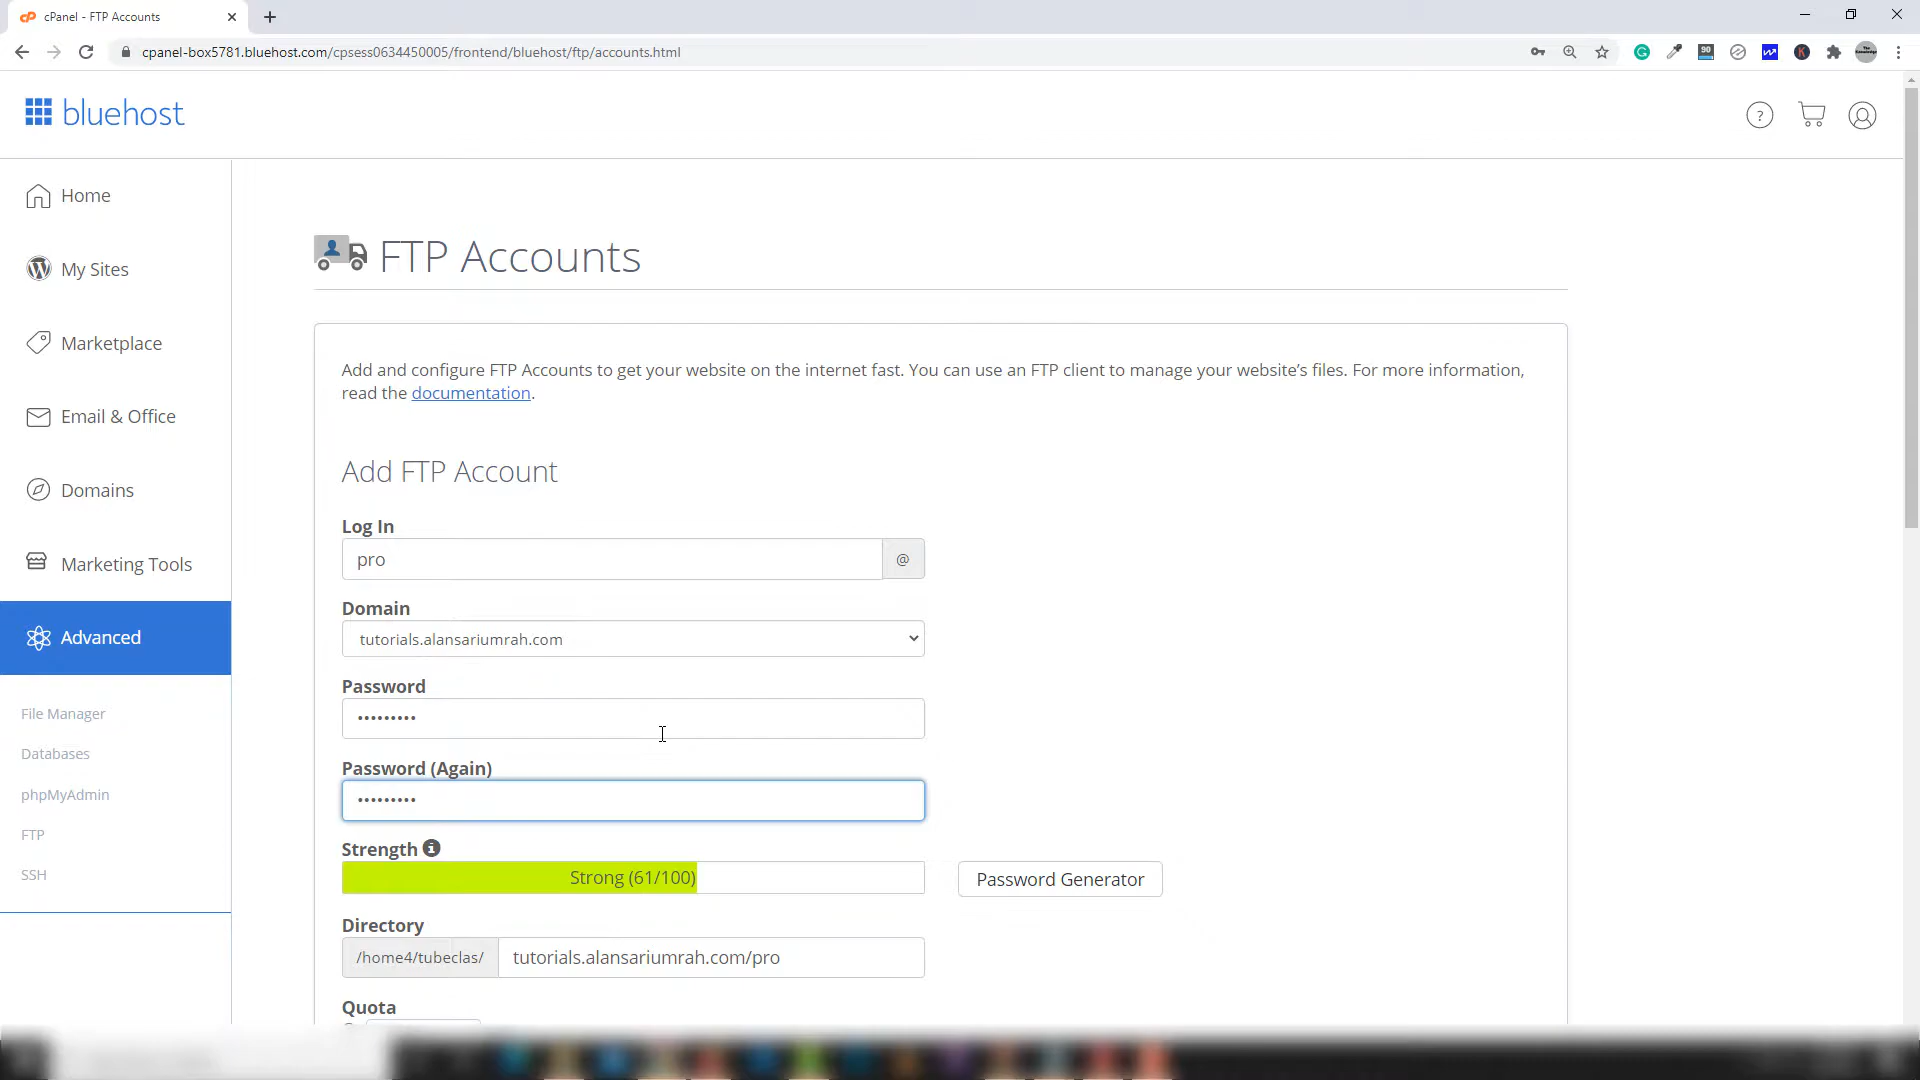 cPanel - FTP Accounts
cpanel-box5781.bluehost.com/cpsess0634450005/frontend/bluehost/ftp/accounts.html
bluehost
Home
My Sites
Marketplace
Email & Office
Domains
Marketing Tools
Advanced
File Manager
Databases
phpMyAdmin
FTP
SSH
FTP Accounts
Add and configure FTP Accounts to get your website on the internet fast. You can use an FTP client to manage your website's files. For more information,
read the documentation.
Add FTP Account
Log In
pro @
Domain
tutorials.alansariumrah.com
Password
•••••••••
Password (Again)
•••••••••
Strength
Strong (61/100)
Password Generator
Directory
/home4/tubeclas/ tutorials.alansariumrah.com/pro
Quota